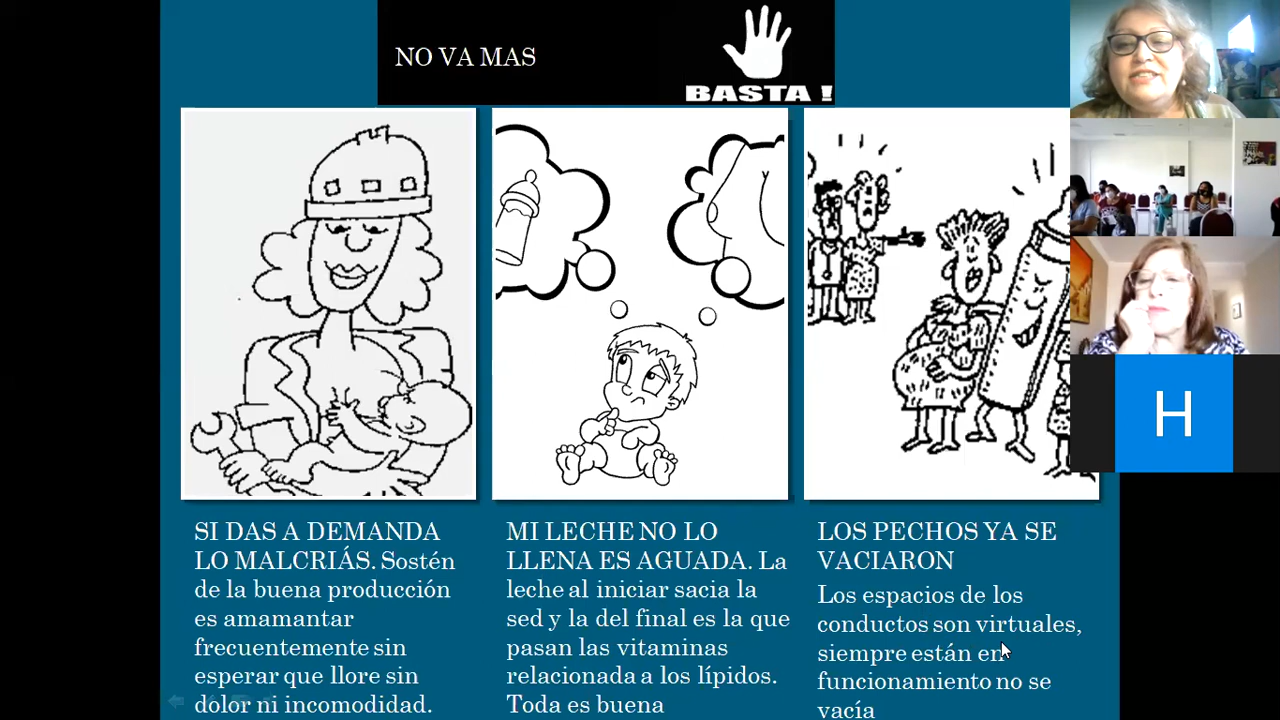 NO VA MAS
BASTA !
SI DAS A DEMANDA
LO MALCRIÁS. Sostén
de la buena producción
es amamantar
frecuentemente sin
esperar que llore sin
dolor ni incomodidad.
MI LECHE NO LO
LLENA ES AGUADA. La
leche al iniciar sacia la
sed y la del final es la que
pasan las vitaminas
relacionada a los lípidos.
Toda es buena
LOS PECHOS YA SE
VACIARON
Los espacios de los
conductos son virtuales,
siempre están en
funcionamiento no se
vacía
H